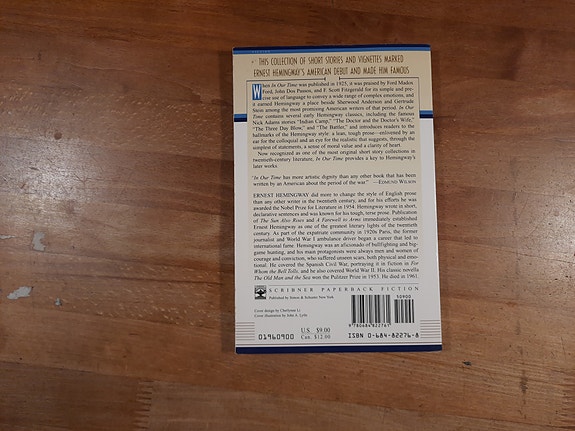 THIS COLLECTION OF SHORT STORIES AND VIGNETTES MARKED
ERNEST HEMINGWAY'S AMERICAN DEBUT AND MADE HIM FAMOUS
When In Our Time was published in 1925, it was praised by Ford Madox
Ford, John Dos Passos, and F. Scott Fitzgerald for its simple and pre-
cise use of language to convey a wide range of complex emotions, and
it earned Hemingway a place beside Sherwood Anderson and Gertrude
Stein among the most promising American writers of that period. In Our
Time contains several early Hemingway classics, including the famous
Nick Adams stories "Indian Camp," "The Doctor and the Doctor's Wife,"
"The Three Day Blow," and "The Battler," and introduces readers to the
hallmarks of the Hemingway style: a lean, tough prose—enlivened by an
ear for the colloquial and an eye for the realistic that suggests, through the
simplest of statements, a sense of moral value and a clarity of heart.
Now recognized as one of the most original short story collections in
twentieth-century literature, In Our Time provides a key to Hemingway's
later works.
"In Our Time has more artistic dignity than any other book that has been
written by an American about the period of the war." —EDMUND WILSON
ERNEST HEMINGWAY did more to change the style of English prose
than any other writer in the twentieth century, and for his efforts he was
awarded the Nobel Prize for Literature in 1954. Hemingway wrote in short,
declarative sentences and was known for his tough, terse prose. Publication
of The Sun Also Rises and A Farewell to Arms immediately established
Ernest Hemingway as one of the greatest literary lights of the twentieth
century. As part of the expatriate community in 1920s Paris, the former
journalist and World War I ambulance driver began a career that led to
international fame. Hemingway was an aficionado of bullfighting and big-
game hunting, and his main protagonists were always men and women of
courage and conviction, who suffered unseen scars, both physical and emo-
tional. He covered the Spanish Civil War, portraying it in fiction in For
Whom the Bell Tolls, and he also covered World War II. His classic novella
The Old Man and the Sea won the Pulitzer Prize in 1953. He died in 1961.
SCRIBNER PAPERBACK FICTION
Published by Simon & Schuster New York
Cover design by Cherlynne Li
Cover illustration by John A. Lytle
50900
9 780684 822761
U.S. $9.00
Can. $12.00
01960900
ISBN 0-684-82276-8